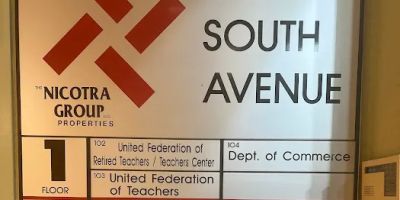 SOUTH
AVENUE
THE
NICOTRA
GROUP LLC
PROPERTIES
1
FLOOR
102
United Federation of
Retired Teachers / Teachers Center
103
United Federation
of Teachers
104
Dept. of Commerce